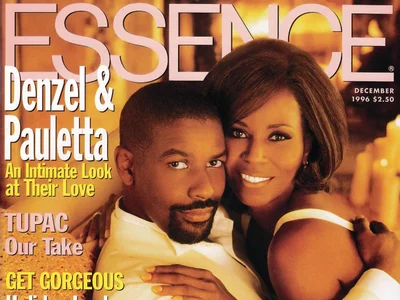 ESSENCE
®
DECEMBER
1996 $2.50
Denzel &
Pauletta
An Intimate Look
at Their Love
TUPAC
Our Take
GET GORGEOUS